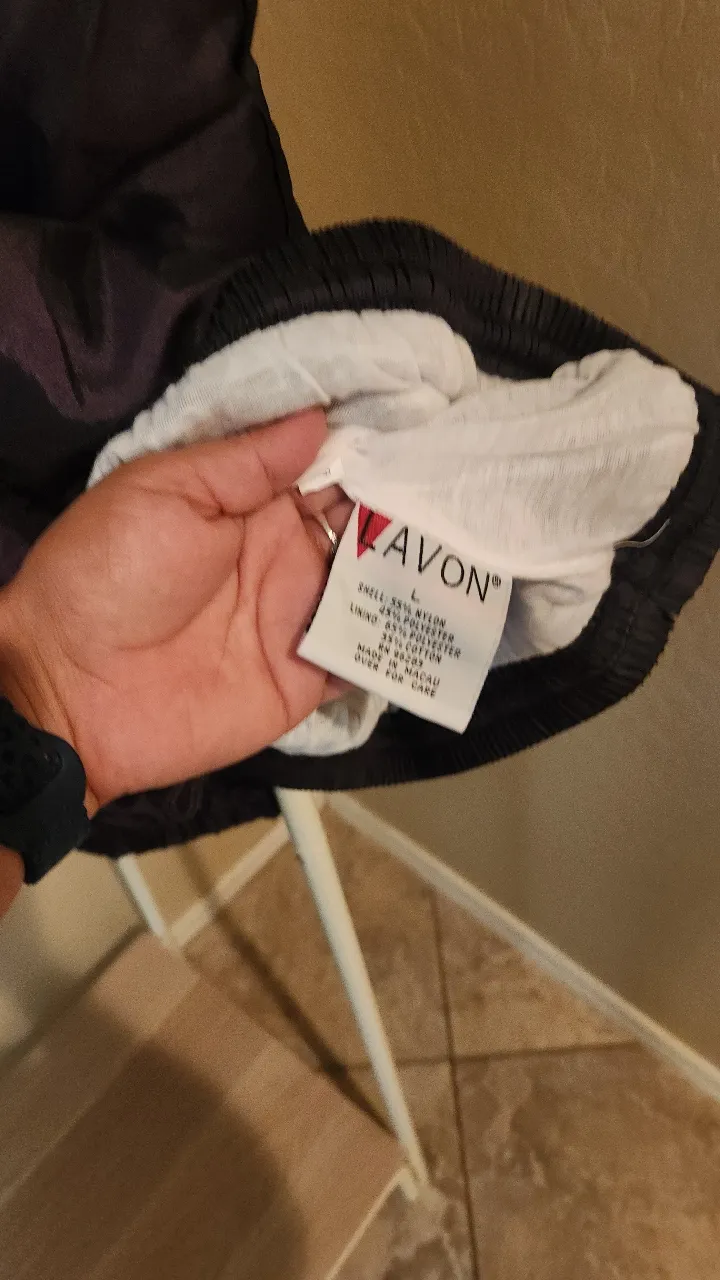 LAVON®
L
SHELL: 55% NYLON
45% POLYESTER
LINING: 65% POLYESTER
35% COTTON
MADE IN MACAU
OVER FOR CARE